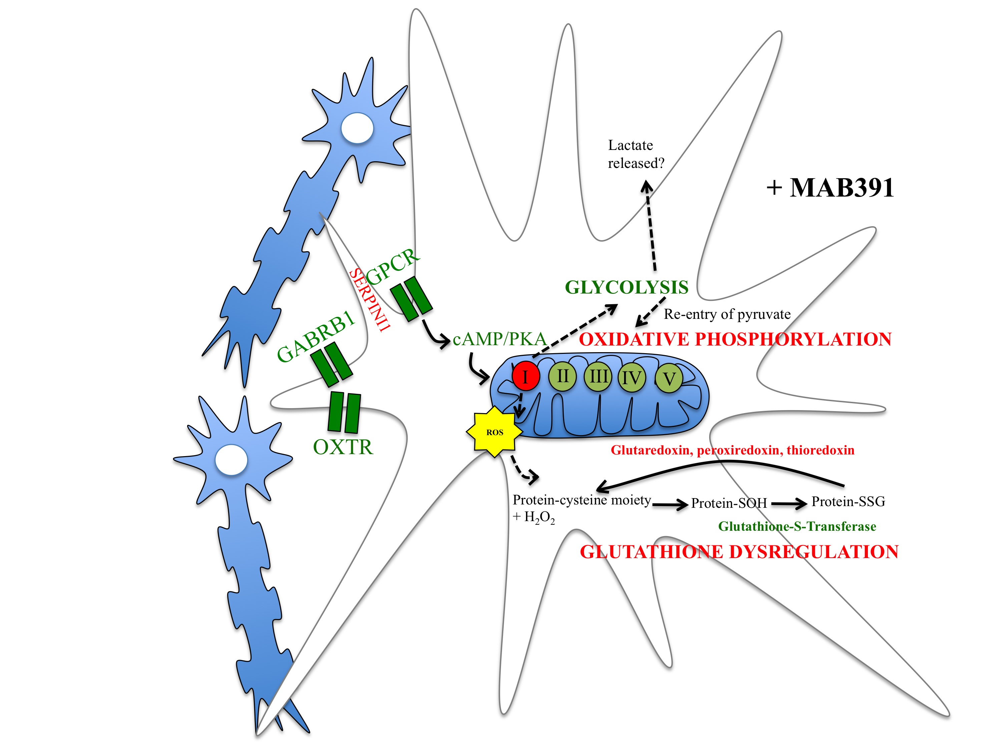 Lactate
released?
+ MAB391
GPCR
SERPINI1
GLYCOLYSIS
Re-entry of pyruvate
GABRB1
cAMP/PKA
OXIDATIVE PHOSPHORYLATION
I II III IV V
ROS
OXTR
Glutaredoxin, peroxiredoxin, thioredoxin
Protein-cysteine moiety
+ H₂O₂
Protein-SOH
Protein-SSG
Glutathione-S-Transferase
GLUTATHIONE DYSREGULATION